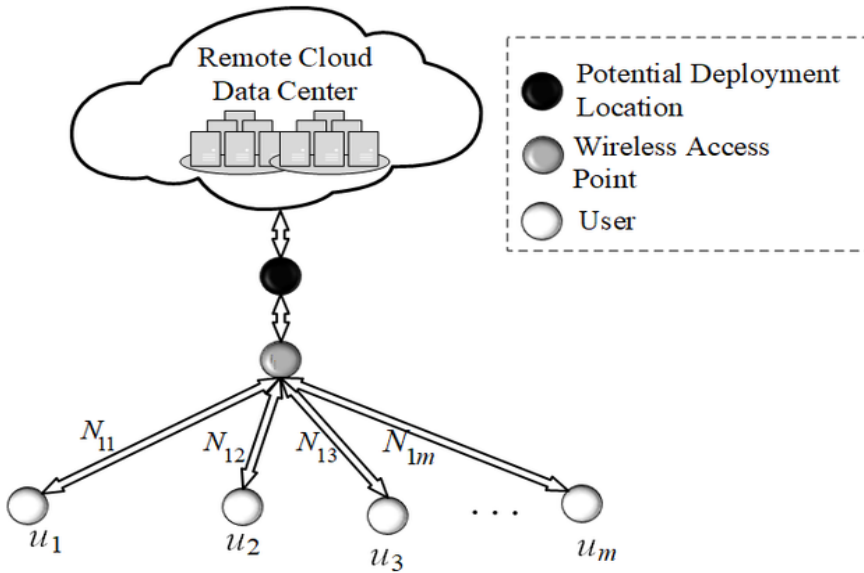 Remote Cloud
Data Center
Potential Deployment
Location
Wireless Access
Point
User
N11
N12
N13
N1m
u1
u2
u3
...
um